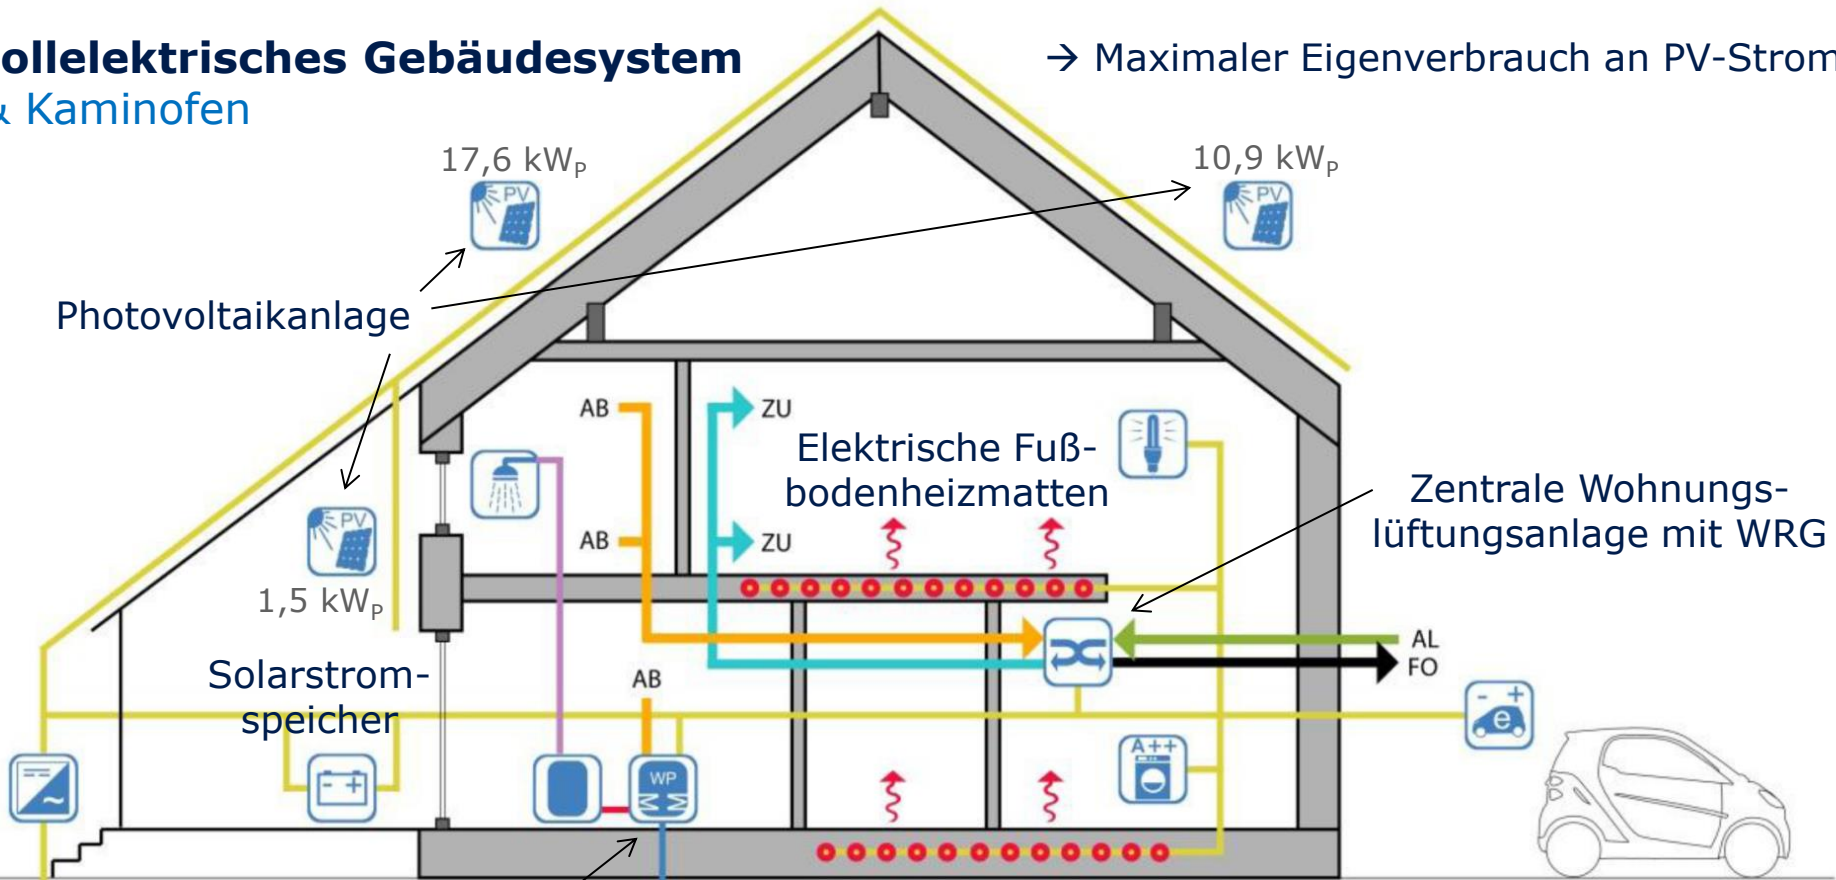 ollelektrisches Gebäudesystem
& Kaminofen
→ Maximaler Eigenverbrauch an PV-Strom
17,6 kWP
PV
10,9 kWP
PV
Photovoltaikanlage
AB
ZU
Elektrische Fuß-
bodenheizmatten
Zentrale Wohnungs-
lüftungsanlage mit WRG
AB
ZU
PV
1,5 kWP
AL
FO
Solarstrom-
speicher
AB
- +
e
A++
WP
- +